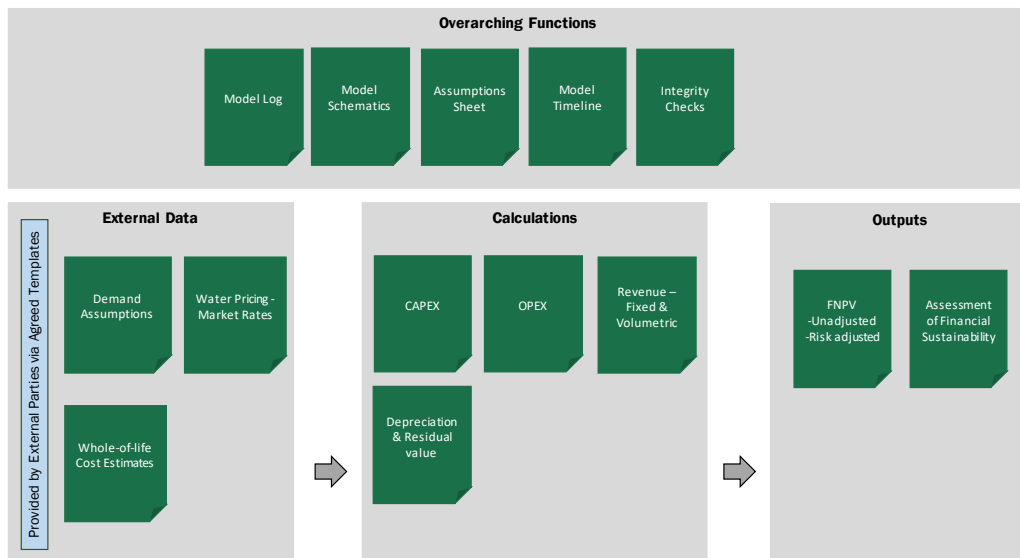 Overarching Functions
Model Log
Model
Schematics
Assumptions
Sheet
Model
Timeline
Integrity
Checks
External Data
Provided by External Parties via Agreed Templates
Demand
Assumptions
Water Pricing -
Market Rates
Whole-of-life
Cost Estimates
Calculations
CAPEX
OPEX
Revenue –
Fixed &
Volumetric
Depreciation
& Residual
value
Outputs
FNPV
-Unadjusted
-Risk adjusted
Assessment
of Financial
Sustainability